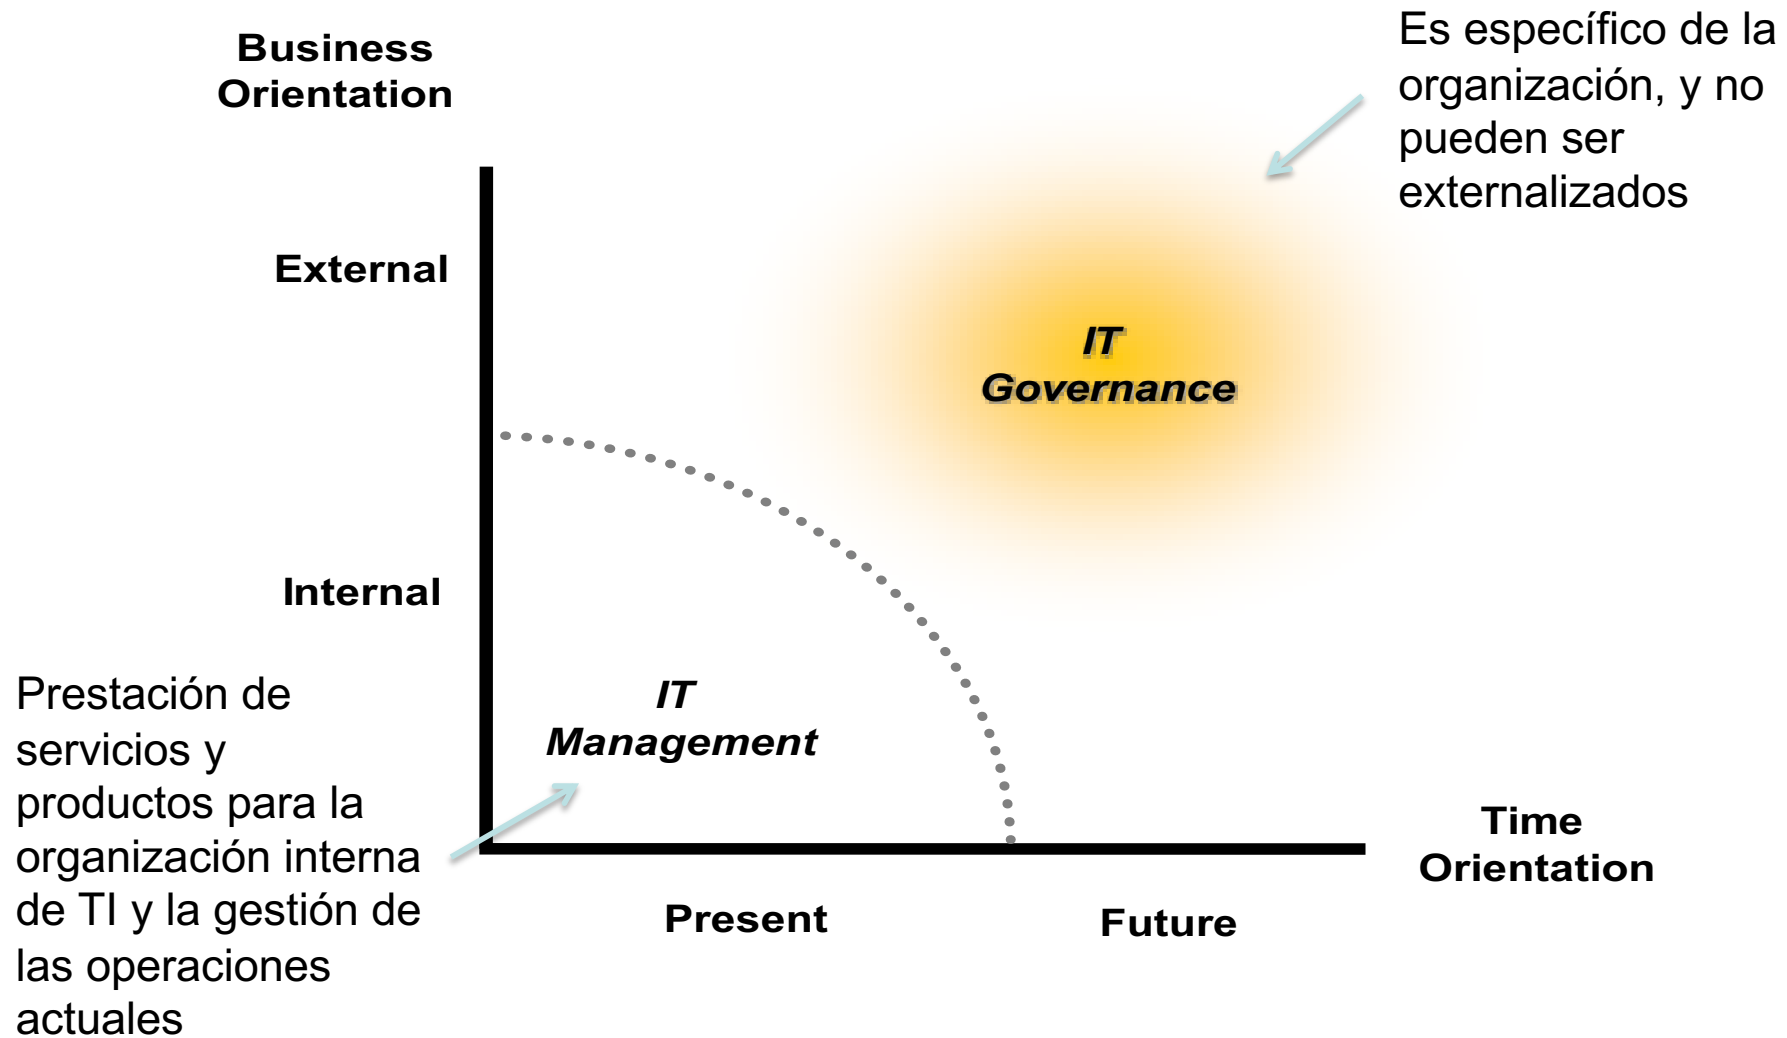 Business
Orientation
Es específico de la
organización, y no
pueden ser
externalizados
External
IT
Governance
Internal
IT
Management
Prestación de
servicios y
productos para la
organización interna
de TI y la gestión de
las operaciones
actuales
Time
Orientation
Present
Future